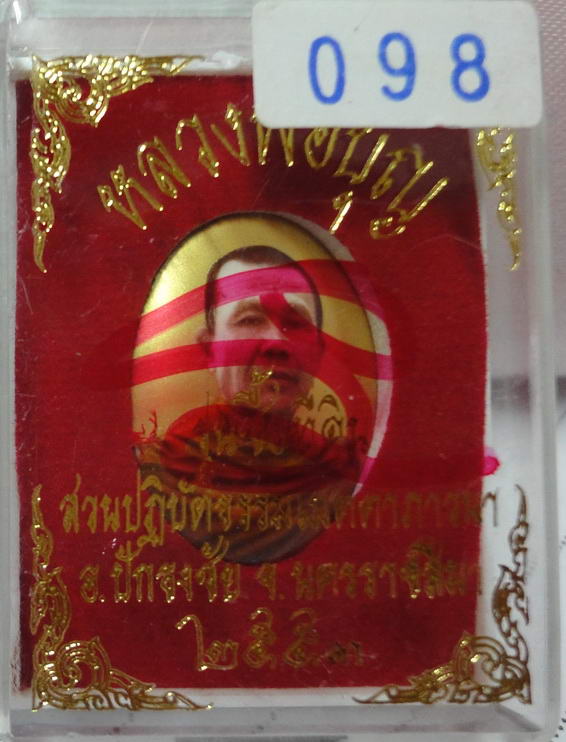 098
หลวงพ่อบุญ
สวนปฏิบัติธรรมเมตตาภาวนา
อ.ปักธงชัย จ.นครราชสีมา